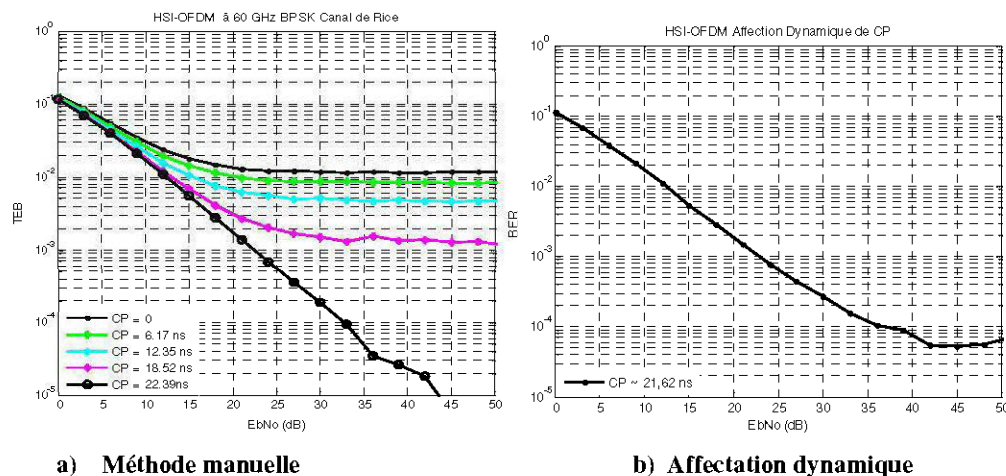 HSI-OFDM à 60 GHz BPSK Canal de Rice
10^0
10^-1
10^-2
10^-3
10^-4
10^-5
TEB
CP = 0
CP = 6.17 ns
CP = 12.35 ns
CP = 18.52 ns
CP = 22.39ns
0 5 10 15 20 25 30 35 40 45 50
EbNo (dB)
a) Méthode manuelle
HSI-OFDM Affection Dynamique de CP
10^0
10^-1
10^-2
10^-3
10^-4
10^-5
BER
CP ~ 21,62 ns
0 5 10 15 20 25 30 35 40 45 50
EbNo (dB)
b) Affectation dynamique